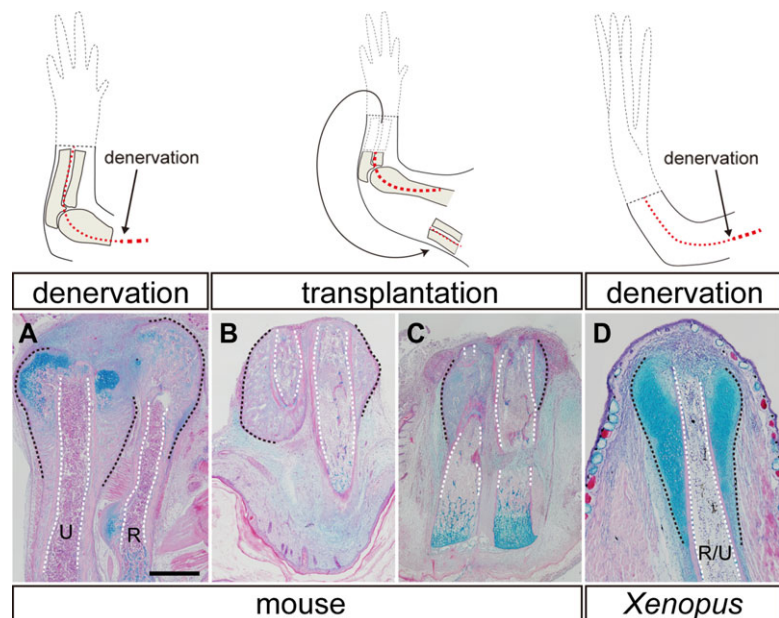 denervation
denervation
denervation
transplantation
denervation
A
B
C
D
U
R
R/U
mouse
Xenopus